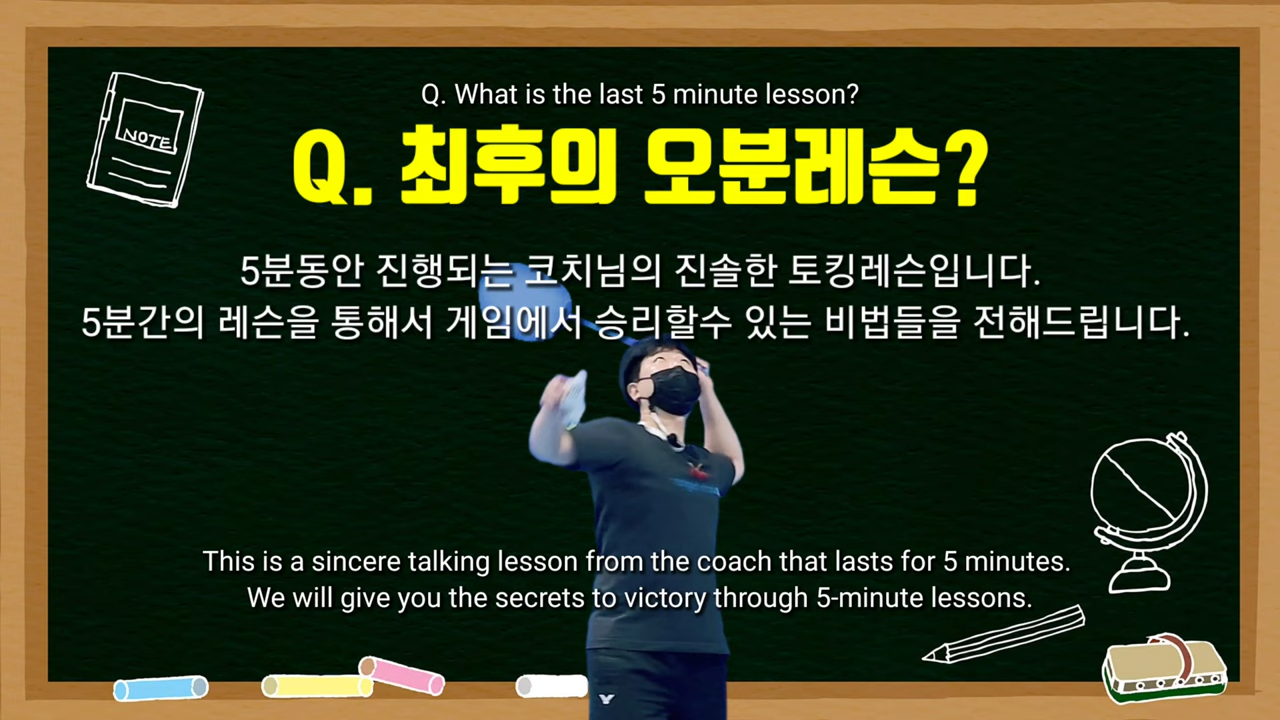 Q. What is the last 5 minute lesson?
Q. 최후의 오분레슨?
NOTE
5분동안 진행되는 코치님의 진솔한 토킹레슨입니다.
5분간의 레슨을 통해서 게임에서 승리할수 있는 비법들을 전해드립니다.
This is a sincere talking lesson from the coach that lasts for 5 minutes.
We will give you the secrets to victory through 5-minute lessons.